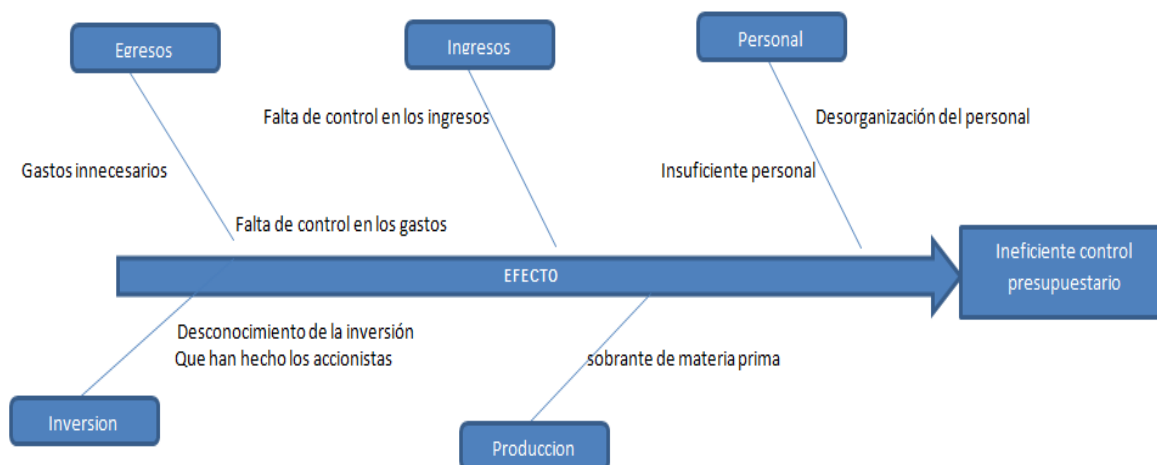 Egresos
Ingresos
Personal
Falta de control en los ingresos
Desorganización del personal
Gastos innecesarios
Insuficiente personal
Falta de control en los gastos
Ineficiente control
presupuestario
EFECTO
Desconocimiento de la inversión
Que han hecho los accionistas
sobrante de materia prima
Inversion
Produccion